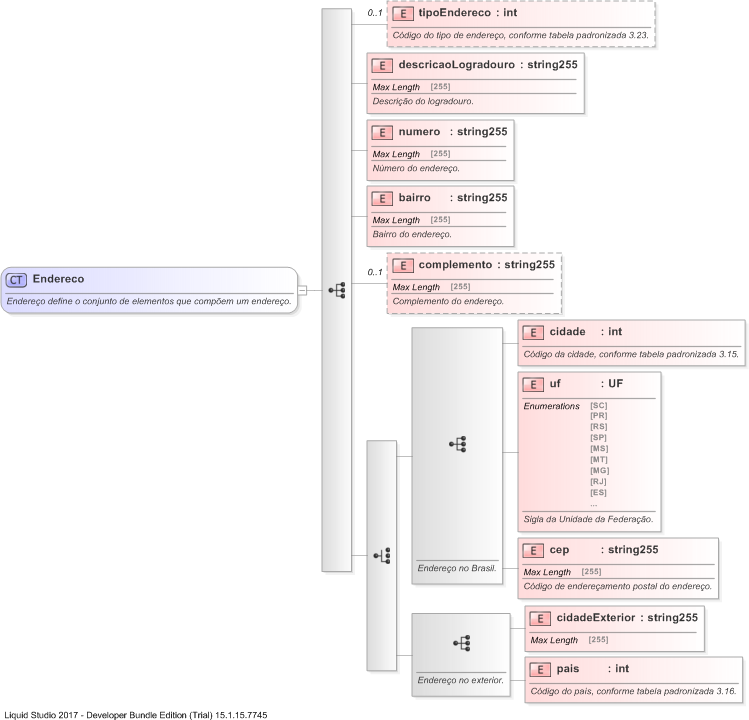 0..1
E tipoEndereco : int
Código do tipo de endereço, conforme tabela padronizada 3.23.
E descricaoLogradouro : string255
Max Length [255]
Descrição do logradouro.
E numero : string255
Max Length [255]
Número do endereço.
E bairro : string255
Max Length [255]
Bairro do endereço.
CT Endereco
Endereço define o conjunto de elementos que compõem um endereço.
0..1
E complemento : string255
Max Length [255]
Complemento do endereço.
E cidade : int
Código da cidade, conforme tabela padronizada 3.15.
E uf : UF
Enumerations [SC]
[PR]
[RS]
[SP]
[MS]
[MT]
[MG]
[RJ]
[ES]
...
Sigla da Unidade da Federação.
E cep : string255
Max Length [255]
Código de endereçamento postal do endereço.
Endereço no Brasil.
E cidadeExterior : string255
Max Length [255]
E pais : int
Código do país, conforme tabela padronizada 3.16.
Endereço no exterior.
Liquid Studio 2017 - Developer Bundle Edition (Trial) 15.1.15.7745